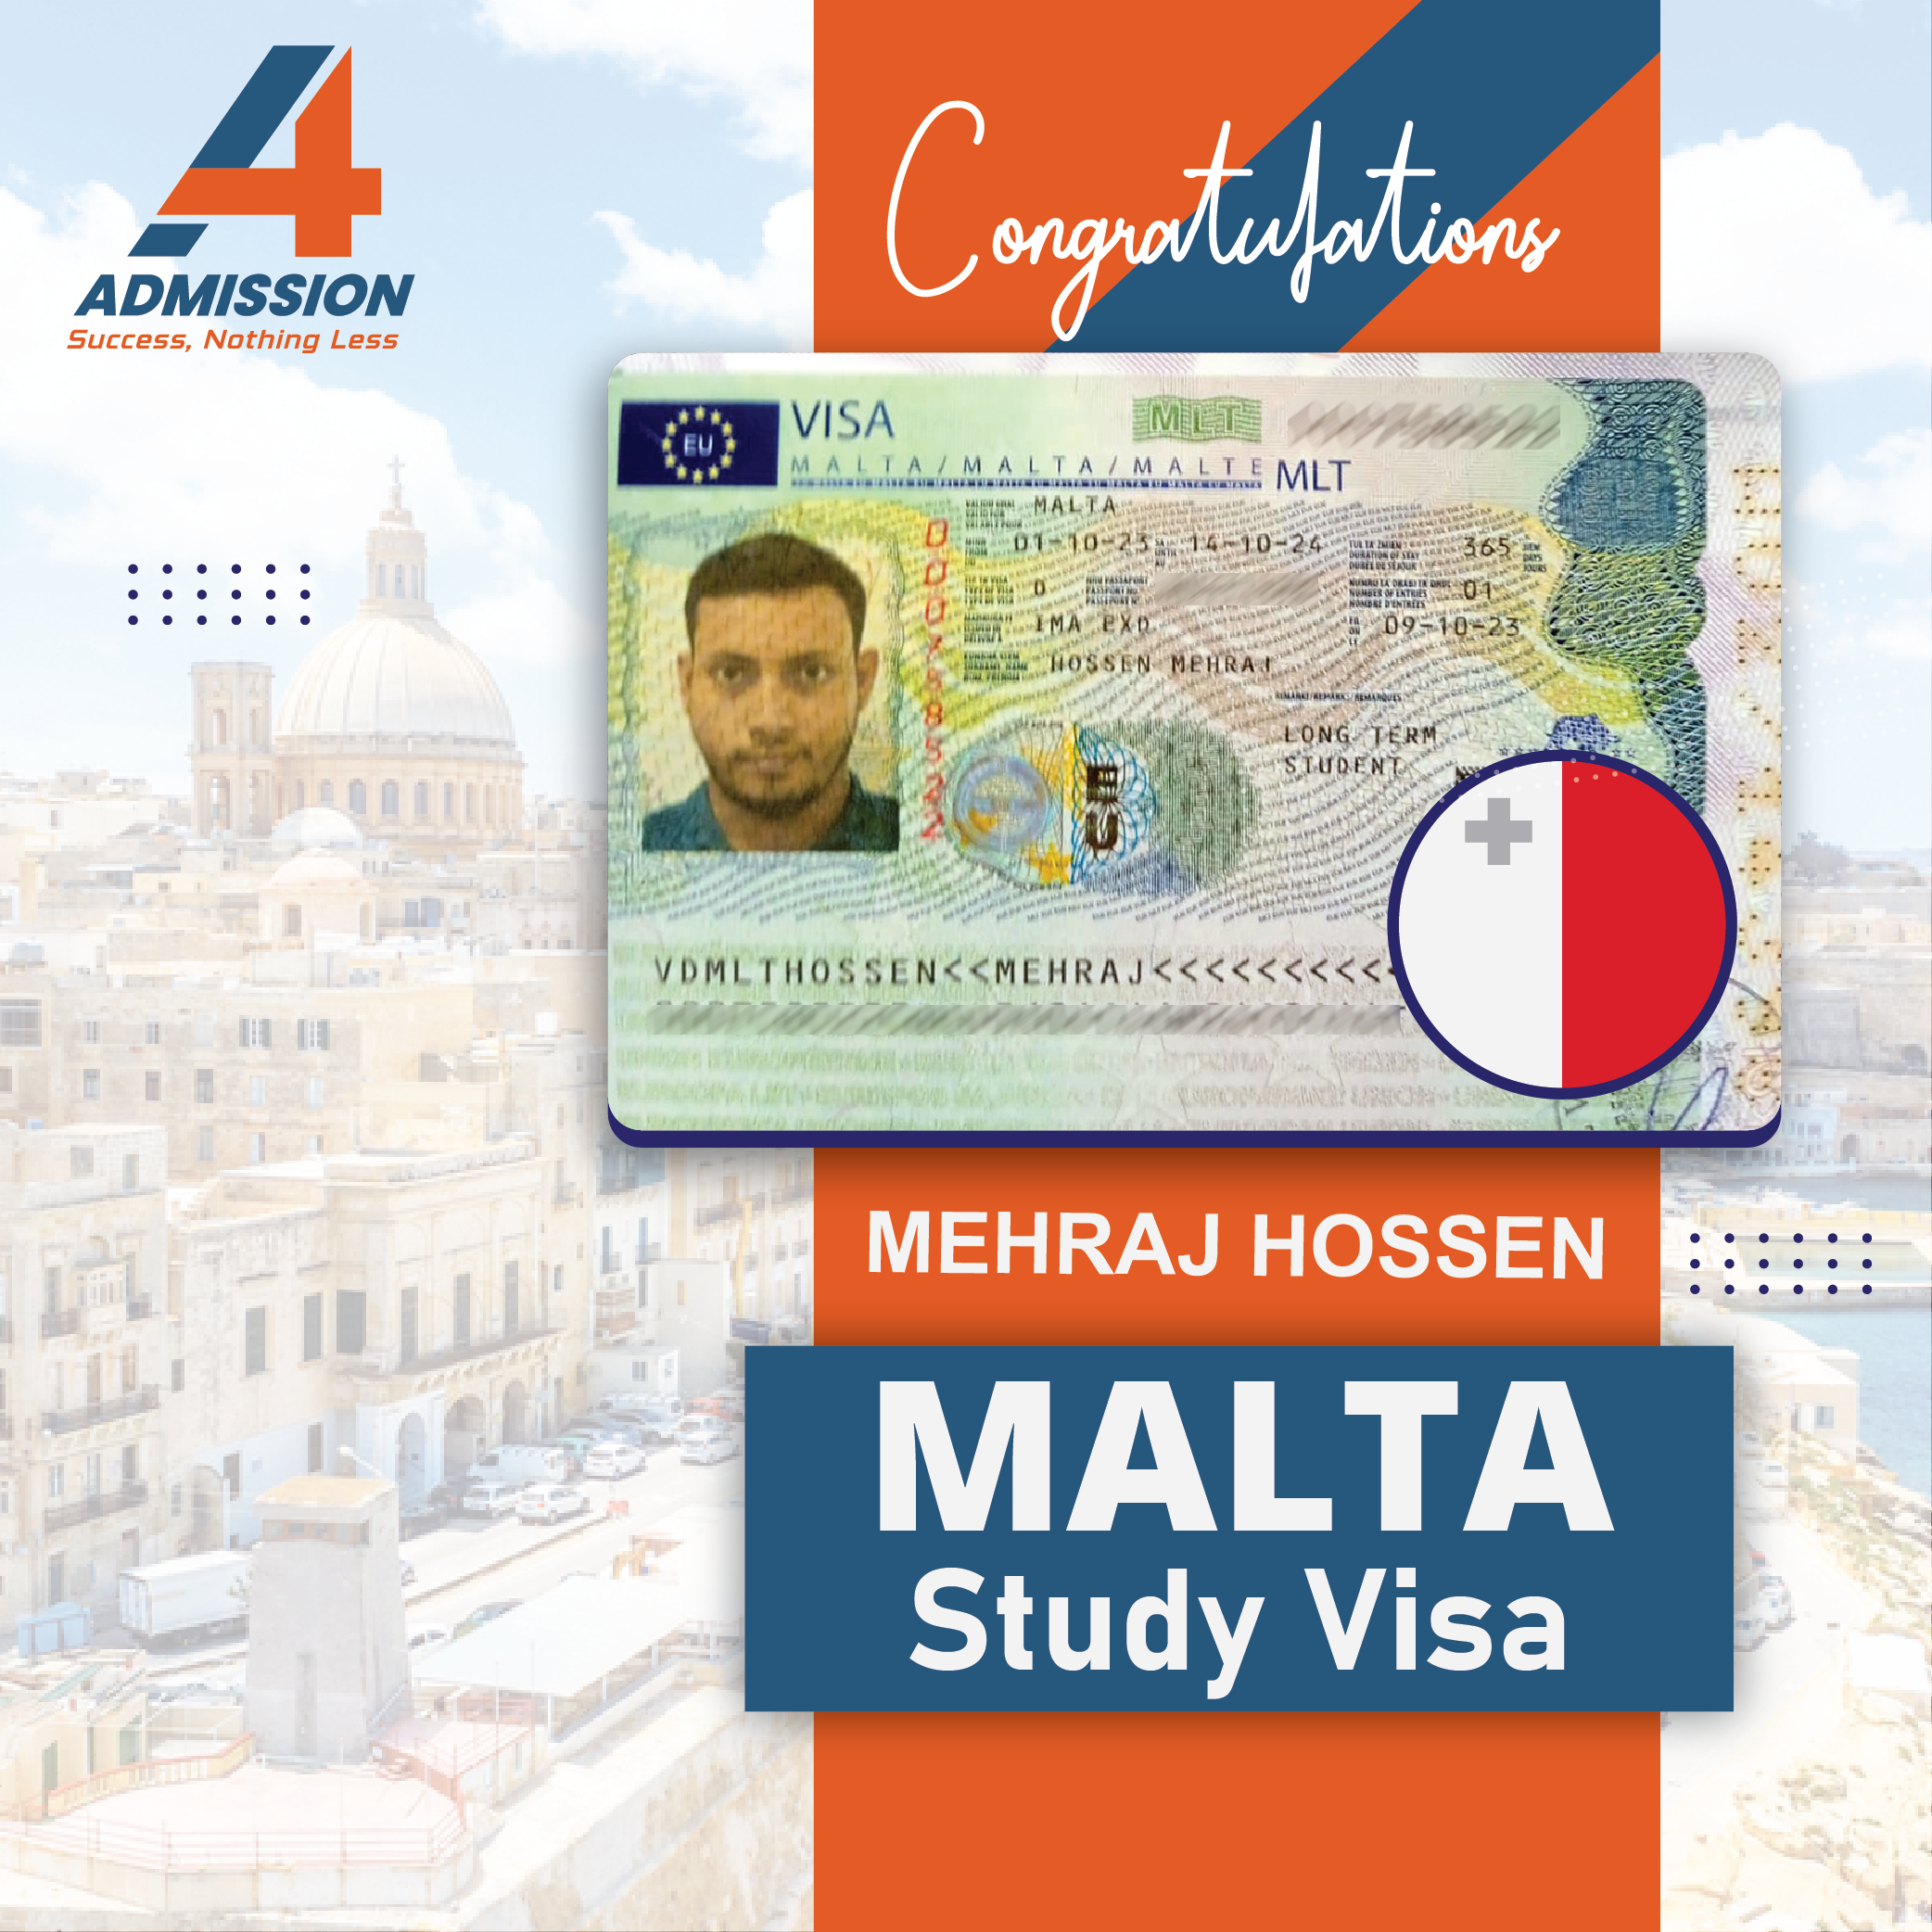 A4
ADMISSION
Success, Nothing Less
Congratulations
EU
VISA
MLT
MALTA/MALTA/MALTE MLT
MALTA
01-10-23 14-10-24 365
D 01
IMA EXD 09-10-23
HOSSEN MEHRAJ
LONG TERM
STUDENT
VDMLTHOSSEN<<MEHRAJ<<<<<<<<<<
MEHRAJ HOSSEN
MALTA
Study Visa